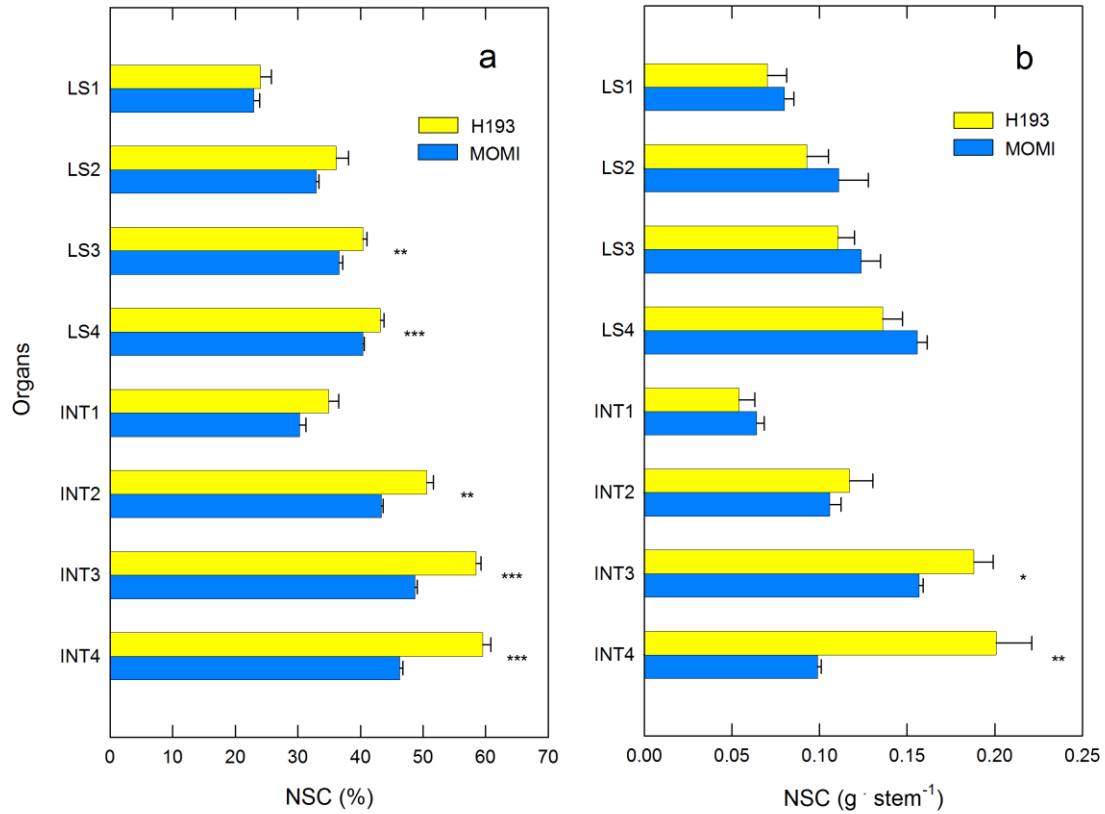 a
H193
MOMI
Organs
LS1
LS2
LS3
**
LS4
***
INT1
INT2
**
INT3
***
INT4
***
0 10 20 30 40 50 60 70
NSC (%)
b
H193
MOMI
LS1
LS2
LS3
LS4
INT1
INT2
INT3
*
INT4
**
0.00 0.05 0.10 0.15 0.20 0.25
NSC (g · stem⁻¹)